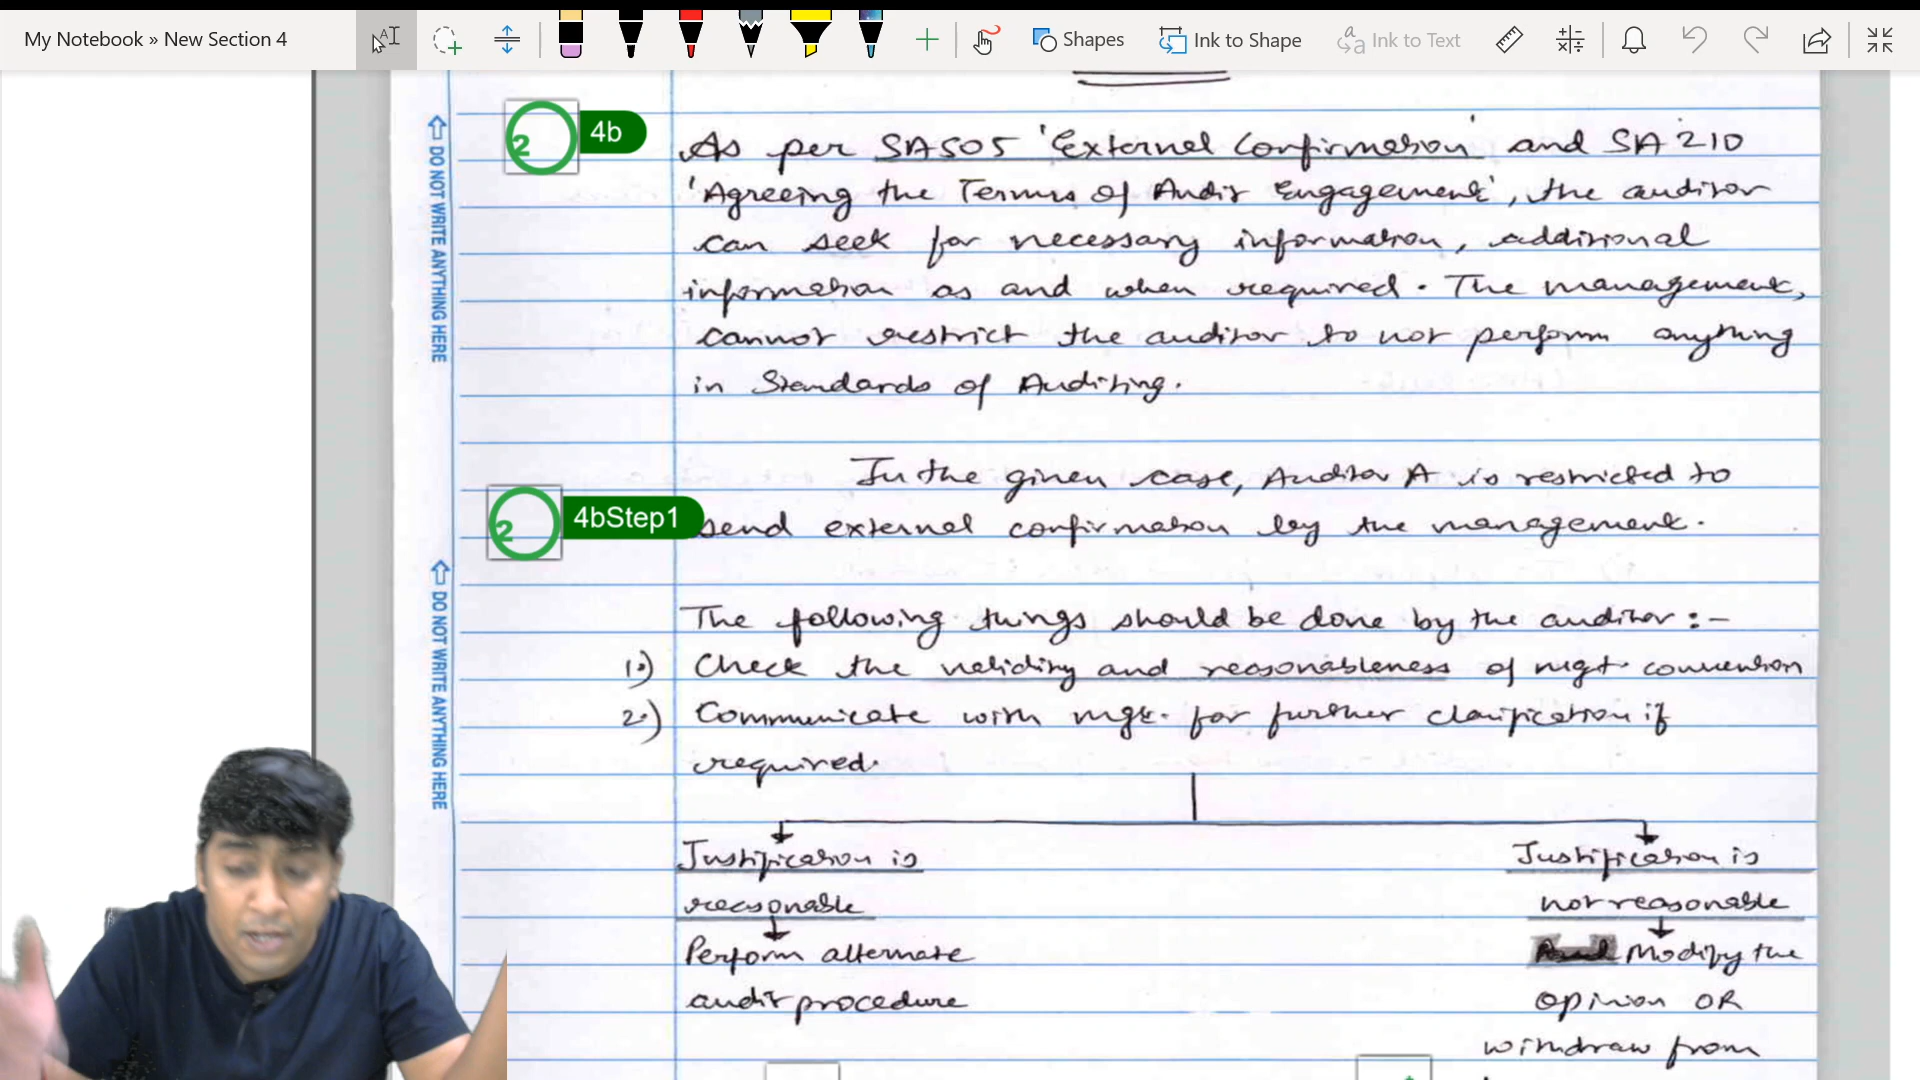 My Notebook » New Section 4
Shapes
Ink to Shape
Ink to Text
DO NOT WRITE ANYTHING HERE
DO NOT WRITE ANYTHING HERE
2 4b
As per SA505 'External Confirmation' and SA 210
'Agreeing the Terms of Audit Engagement', the auditor
can seek for necessary information, additional
information as and when required. The management,
cannot restrict the auditor to not perform anything
in Standards of Auditing.
In the given case, Auditor A is restricted to
2 4bStep1
send external confirmation by the management.
The following things should be done by the auditor :-
1.) Check the validity and reasonableness of mgt.
2.) Communicate with mgt. for further clarification if
required.
Justification is
reasonable
Perform alternate
audit procedure
Justification is
not reasonable
Modify the
opinion OR
withdraw from